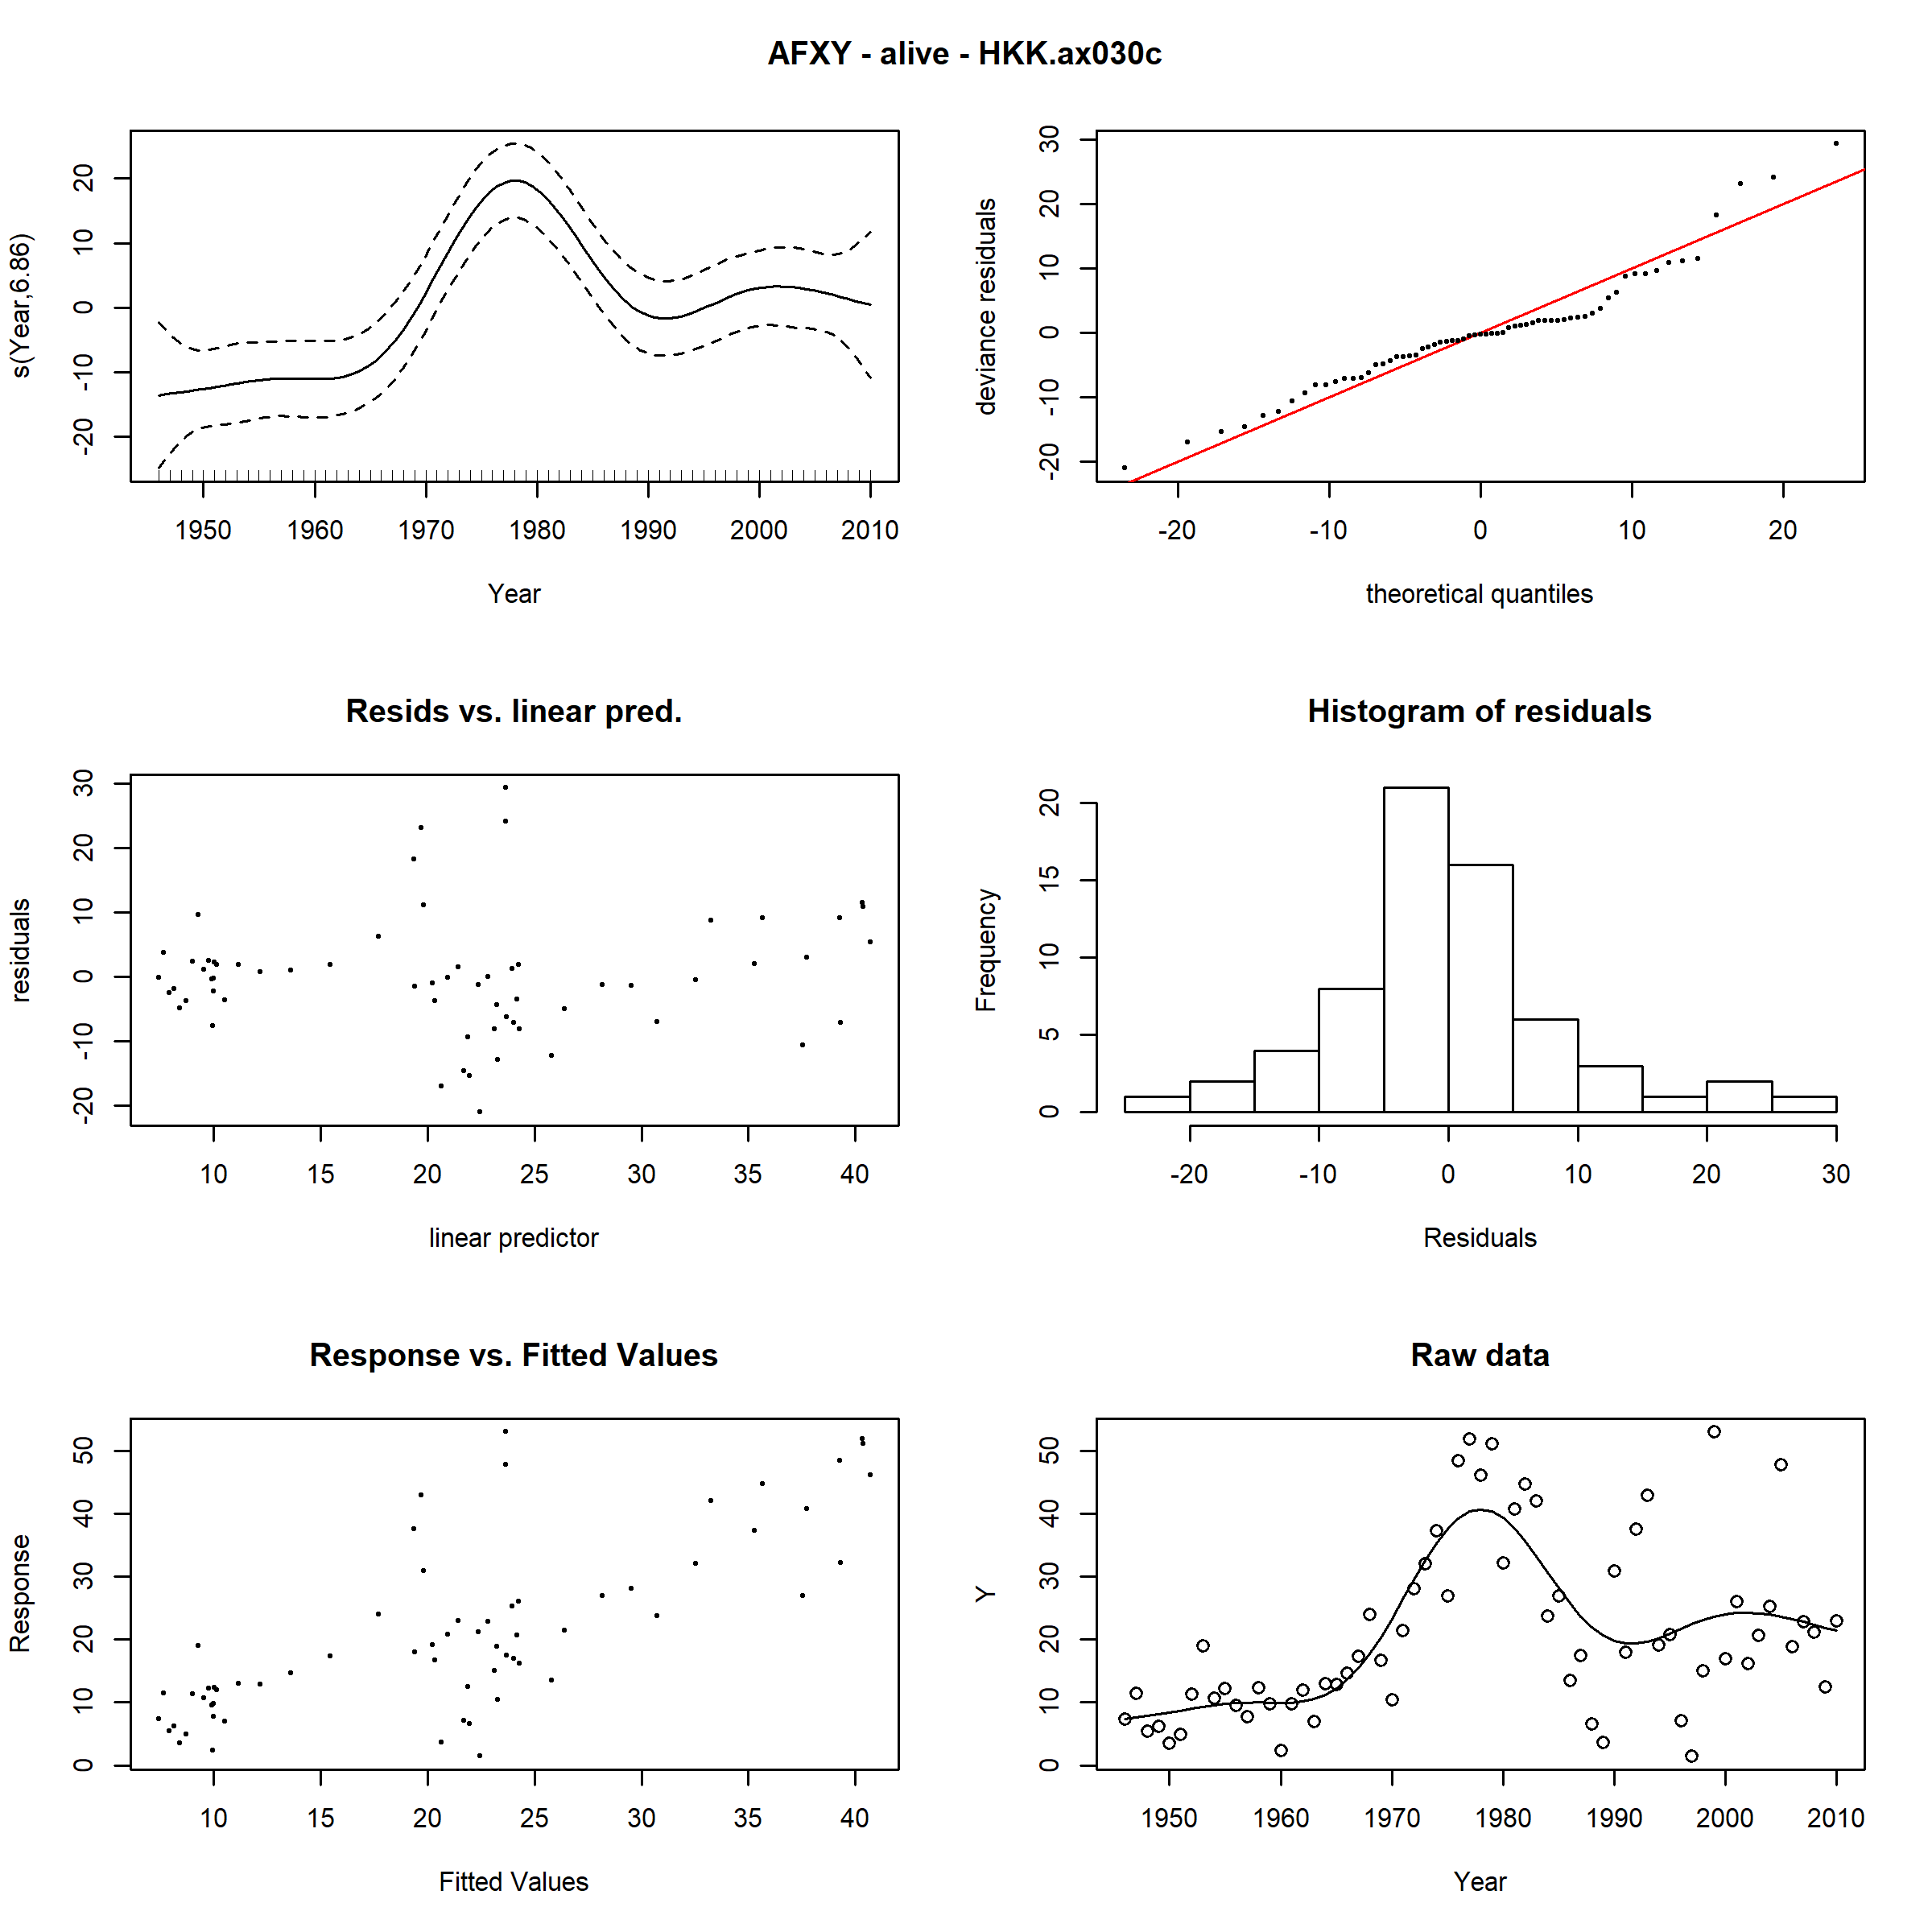 AFXY - alive - HKK.ax030c
s(Year,6.86)
20
10
0
-10
-20
1950 1960 1970 1980 1990 2000 2010
Year
deviance residuals
30
20
10
0
-10
-20
-20 -10 0 10 20
theoretical quantiles
Resids vs. linear pred.
residuals
30
20
10
0
-10
-20
10 15 20 25 30 35 40
linear predictor
Histogram of residuals
Frequency
20
15
10
5
0
-20 -10 0 10 20 30
Residuals
Response vs. Fitted Values
Response
50
40
30
20
10
0
10 15 20 25 30 35 40
Fitted Values
Raw data
Y
50
40
30
20
10
0
1950 1960 1970 1980 1990 2000 2010
Year